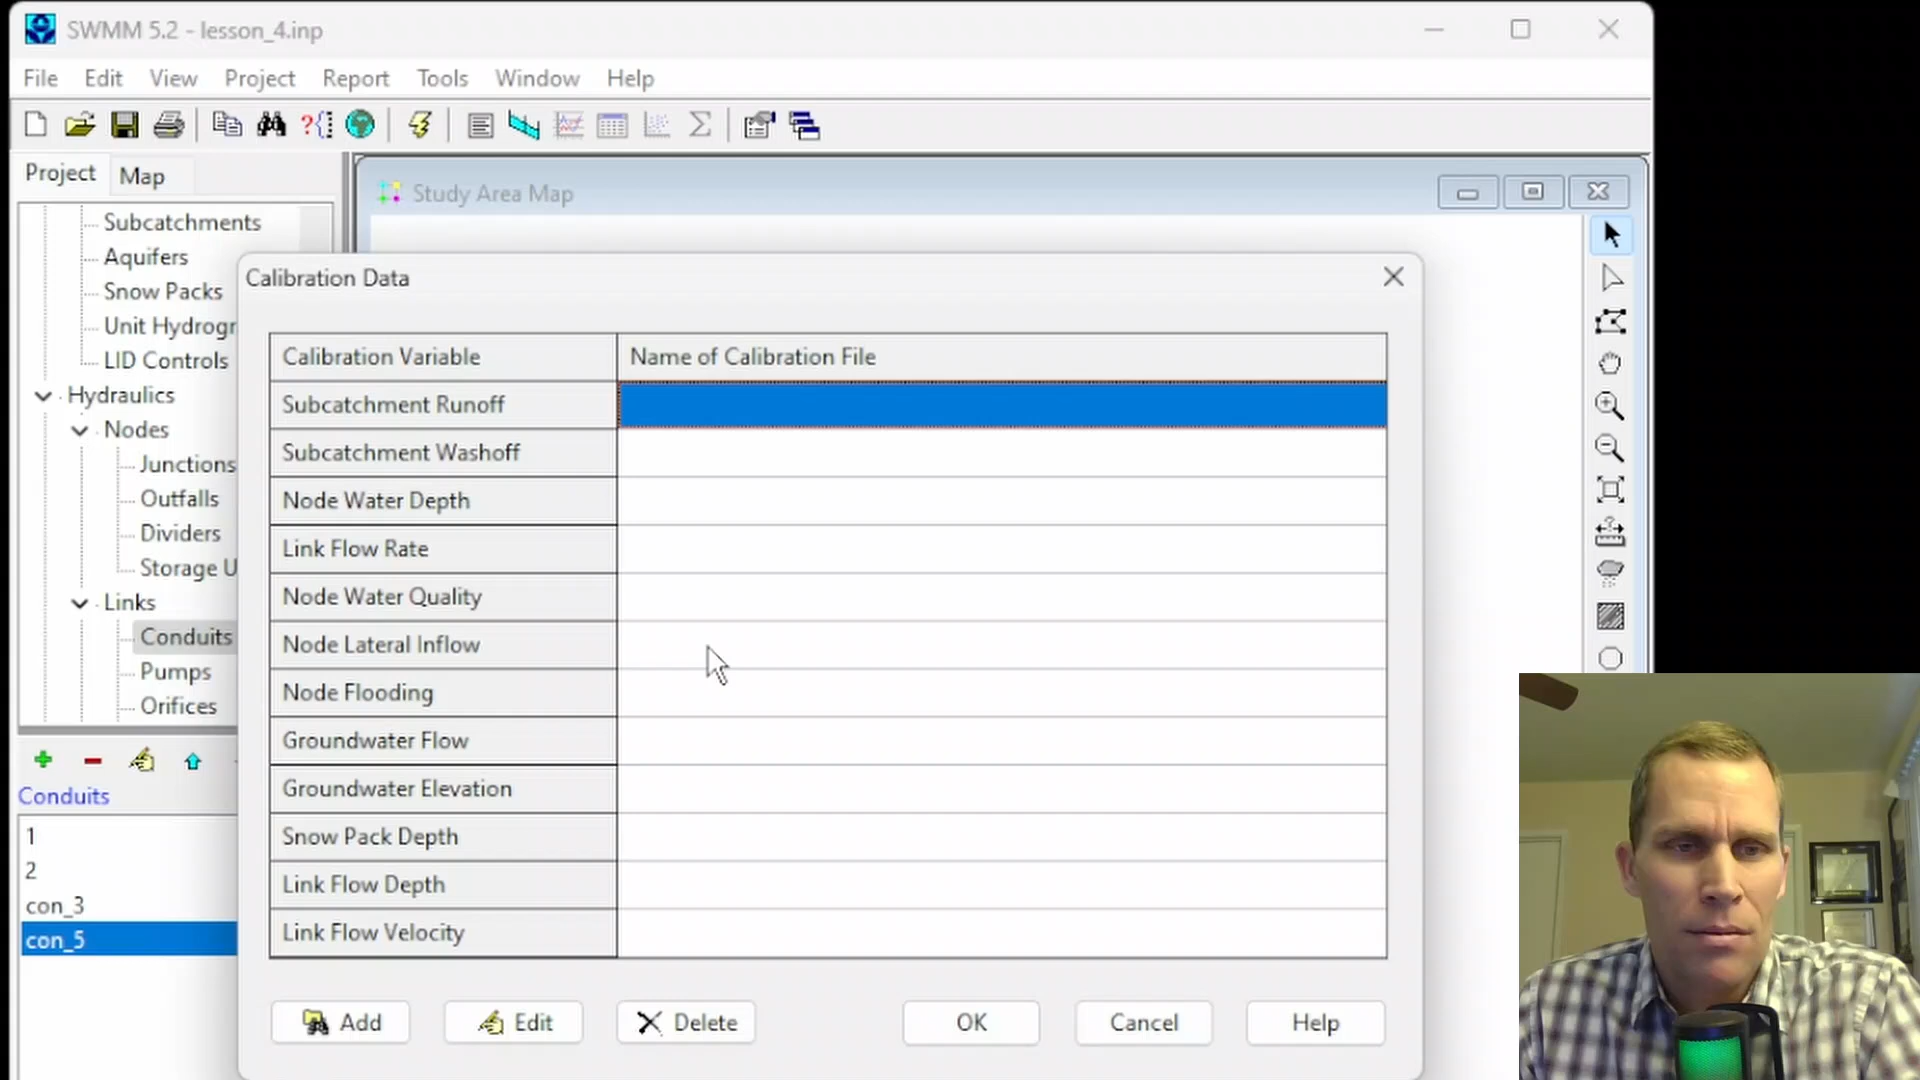 SWMM 5.2 - lesson_4.inp
File Edit View Project Report Tools Window Help
Project Map
Study Area Map
Subcatchments
Aquifers
Snow Packs
Unit Hydrogr
LID Controls
Hydraulics
Nodes
Junctions
Outfalls
Dividers
Storage U
Links
Conduits
Pumps
Orifices
Conduits
1
2
con_3
con_5
Calibration Data
Calibration Variable Name of Calibration File
Subcatchment Runoff
Subcatchment Washoff
Node Water Depth
Link Flow Rate
Node Water Quality
Node Lateral Inflow
Node Flooding
Groundwater Flow
Groundwater Elevation
Snow Pack Depth
Link Flow Depth
Link Flow Velocity
Add Edit Delete OK Cancel Help